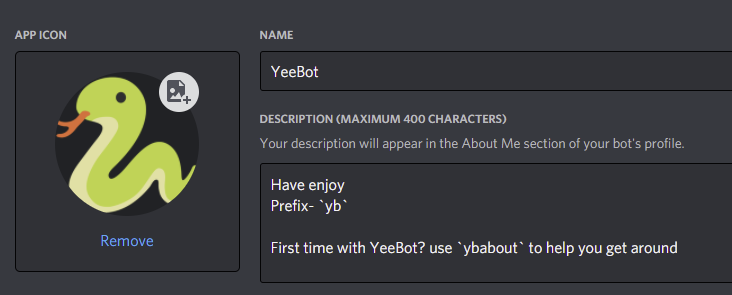 APP ICON
Remove
NAME
YeeBot
DESCRIPTION (MAXIMUM 400 CHARACTERS)
Your description will appear in the About Me section of your bot's profile.
Have enjoy
Prefix- `yb`
First time with YeeBot? use `ybabout` to help you get around